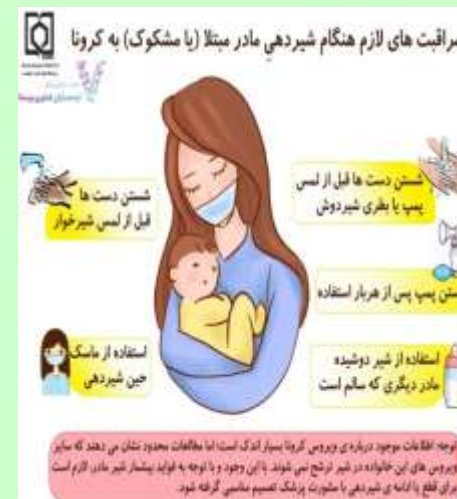 مراقبت های لازم هنگام شیردهی مادر مبتلا (یا مشکوک) به کرونا
شستن دست ها قبل از لمس
پمپ یا بطری شیردوش
شستن دست ها
قبل از لمس شیرخوار
شستن پمپ پس از هربار استفاده
استفاده از شیر دوشیده
مادر دیگری که سالم است
استفاده از ماسک
حین شیردهی
توجه: اطلاعات موجود درباره ی ویروس کرونا بسیار اندک است؛ اما مطالعات محدود نشان می دهند که سایر
ویروس های این خانواده در شیر ترشح نمی شوند. با این وجود و با توجه به فواید بیشمار شیر مادر، لازم است
برای قطع یا ادامه ی شیردهی با مشورت پزشک تصمیم مناسبی گرفته شود.